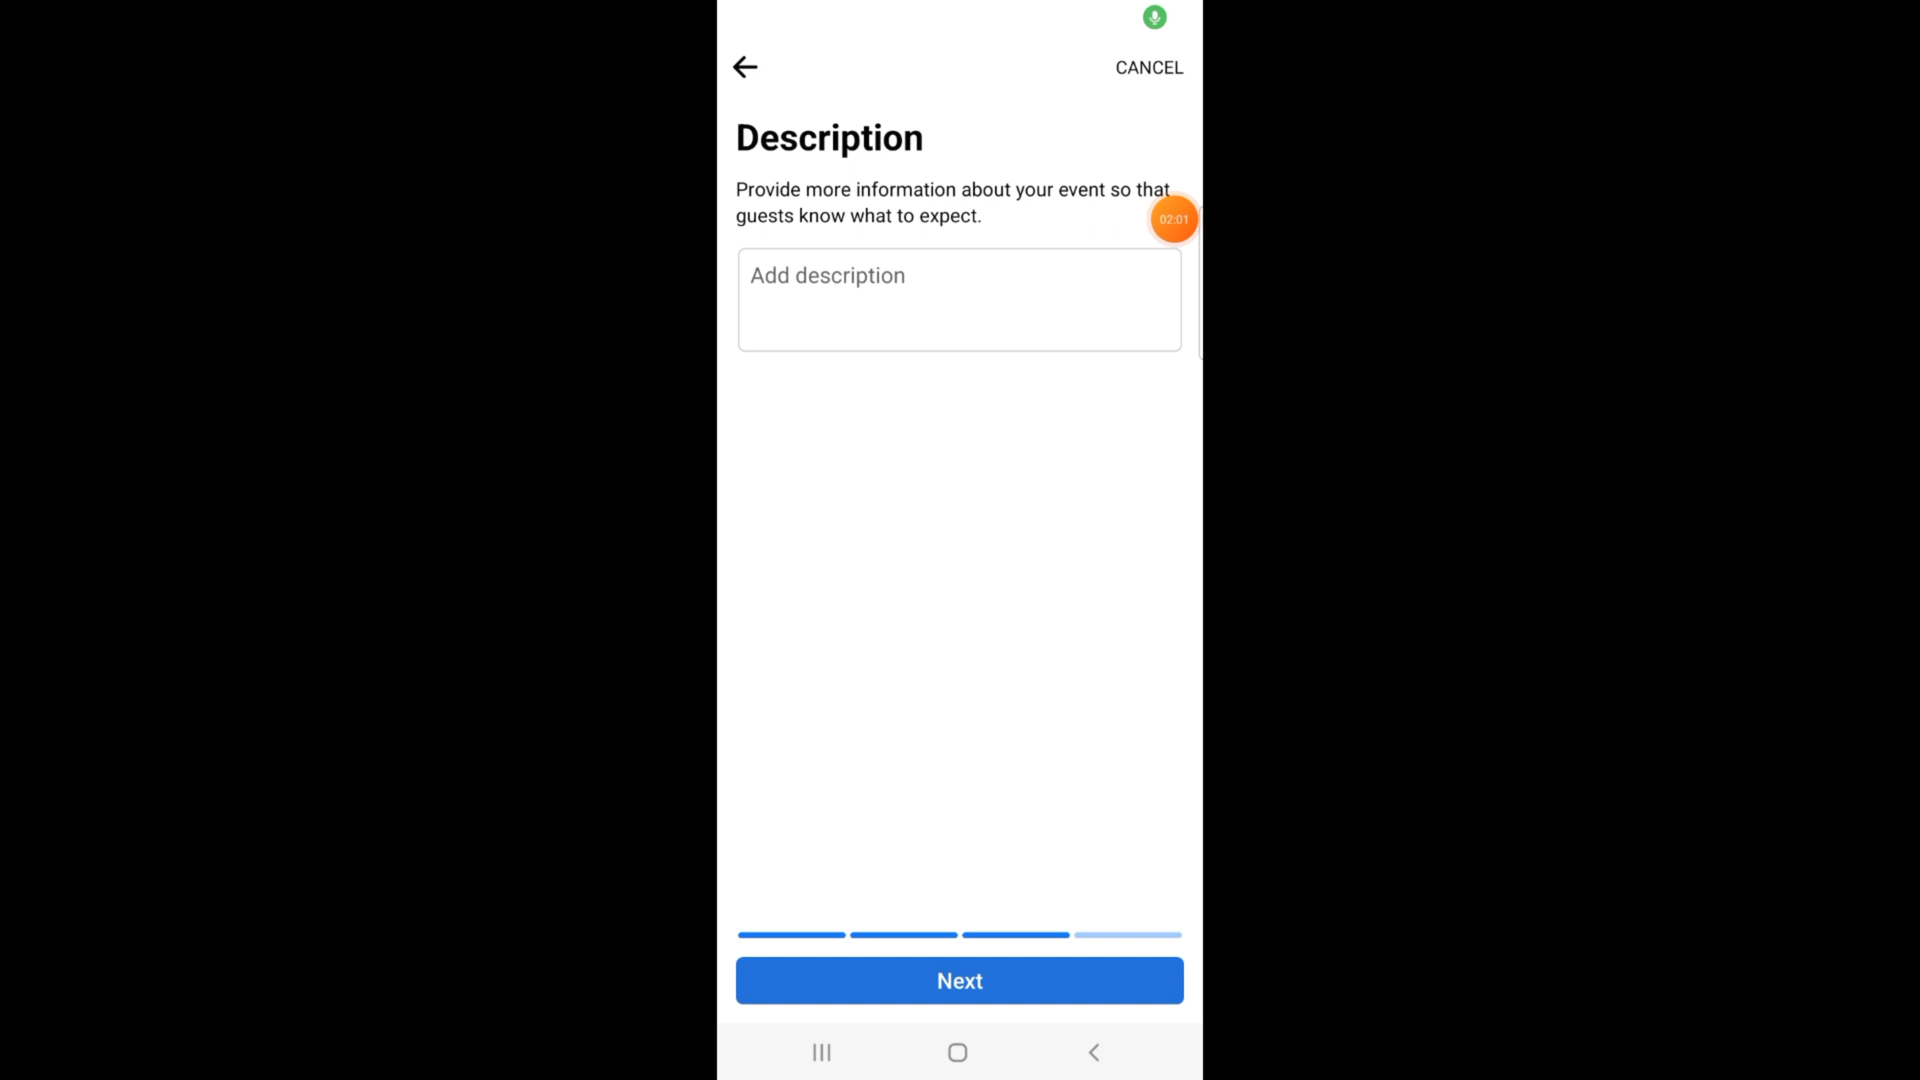 CANCEL
Description
Provide more information about your event so that
guests know what to expect.
02:01
Add description
Next